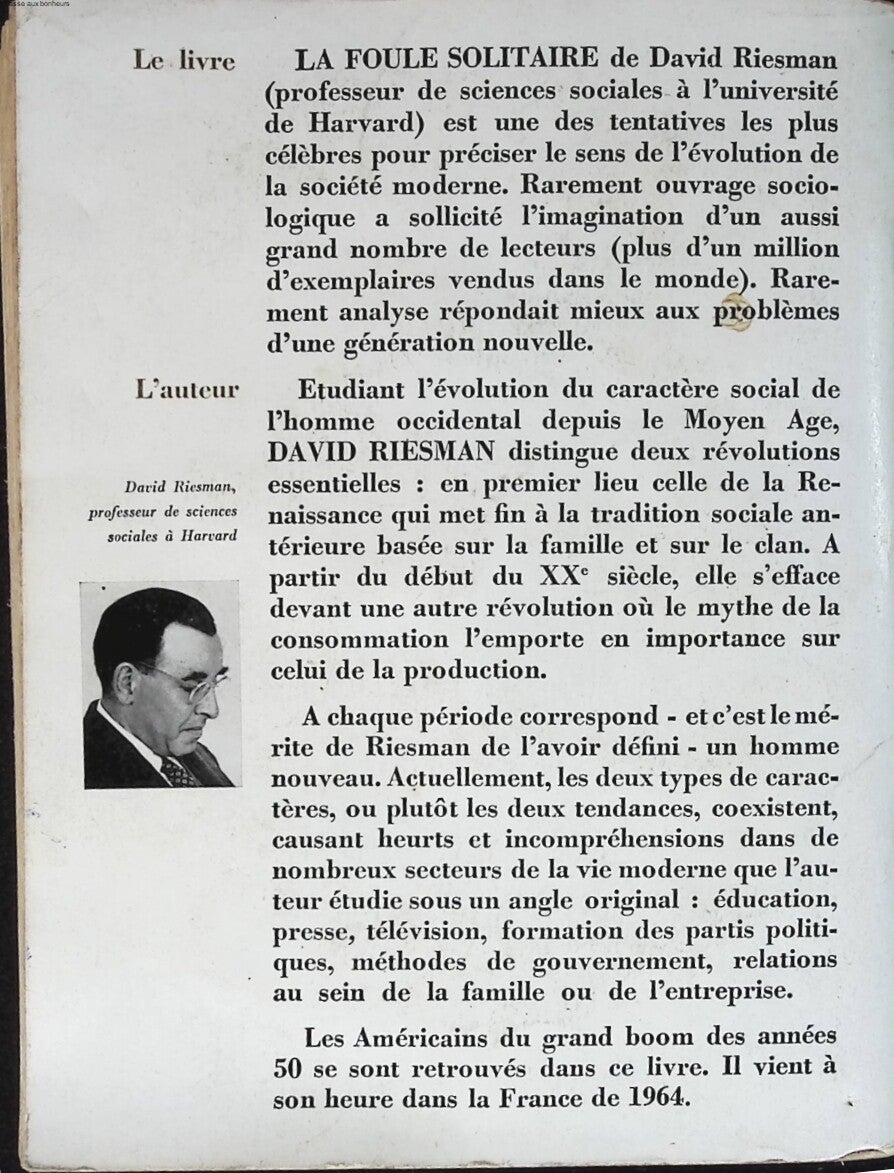 Le livre
LA FOULE SOLITAIRE de David Riesman
(professeur de sciences sociales à l'université
de Harvard) est une des tentatives les plus
célèbres pour préciser le sens de l'évolution de
la société moderne. Rarement ouvrage socio-
logique a sollicité l'imagination d'un aussi
grand nombre de lecteurs (plus d'un million
d'exemplaires vendus dans le monde). Rare-
ment analyse répondait mieux aux problèmes
d'une génération nouvelle.
L'auteur
Etudiant l'évolution du caractère social de
l'homme occidental depuis le Moyen Age,
DAVID RIESMAN distingue deux révolutions
essentielles : en premier lieu celle de la Re-
naissance qui met fin à la tradition sociale an-
térieure basée sur la famille et sur le clan. A
partir du début du XXe siècle, elle s'efface
devant une autre révolution où le mythe de la
consommation l'emporte en importance sur
celui de la production.
David Riesman,
professeur de sciences
sociales à Harvard
A chaque période correspond - et c'est le mé-
rite de Riesman de l'avoir défini - un homme
nouveau. Actuellement, les deux types de carac-
tères, ou plutôt les deux tendances, coexistent,
causant heurts et incompréhensions dans de
nombreux secteurs de la vie moderne que l'au-
teur étudie sous un angle original : éducation,
presse, télévision, formation des partis politi-
ques, méthodes de gouvernement, relations
au sein de la famille ou de l'entreprise.
Les Américains du grand boom des années
50 se sont retrouvés dans ce livre. Il vient à
son heure dans la France de 1964.